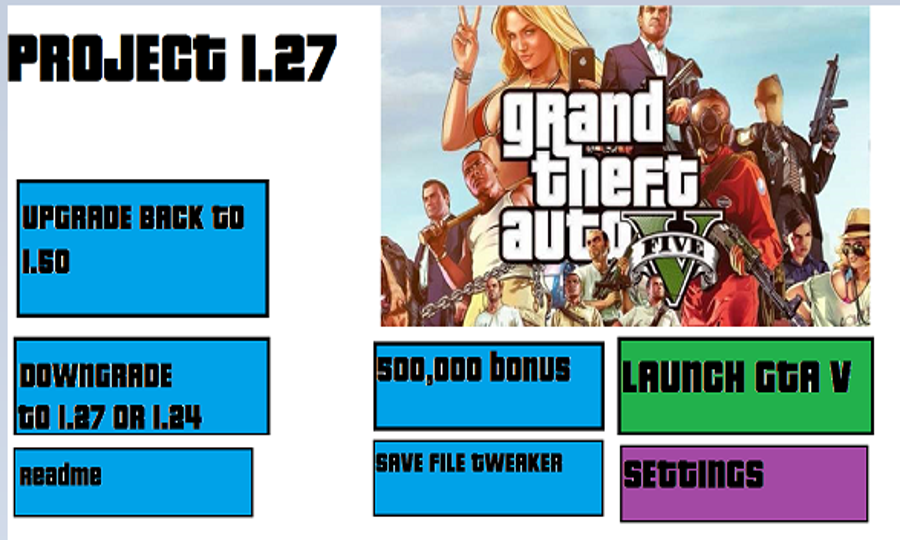 PROJECT 1.27
grand
theft
auto
FIVE
UPGRADE BACK to
1.50
DOWNGRADE
to 1.27 OR 1.24
Readme
500,000 bonus
SAVE FILE tWEAKER
LAUNCH GtA V
SEttINGS